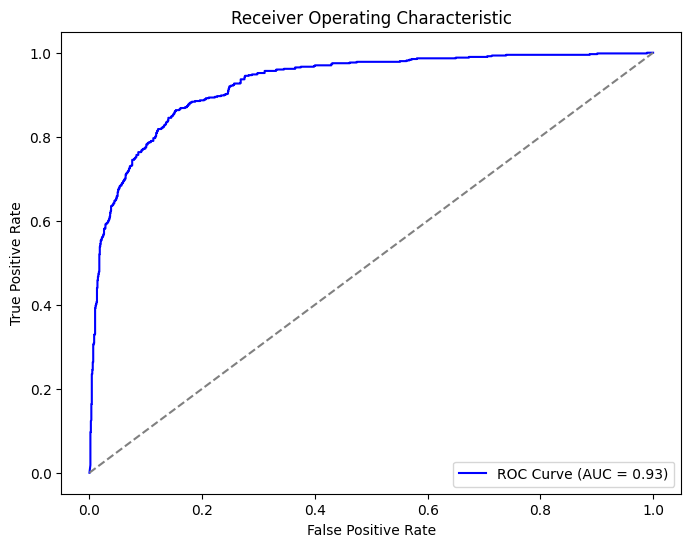 Receiver Operating Characteristic
1.0
0.8
0.6
0.4
0.2
0.0
True Positive Rate
ROC Curve (AUC = 0.93)
0.0 0.2 0.4 0.6 0.8 1.0
False Positive Rate